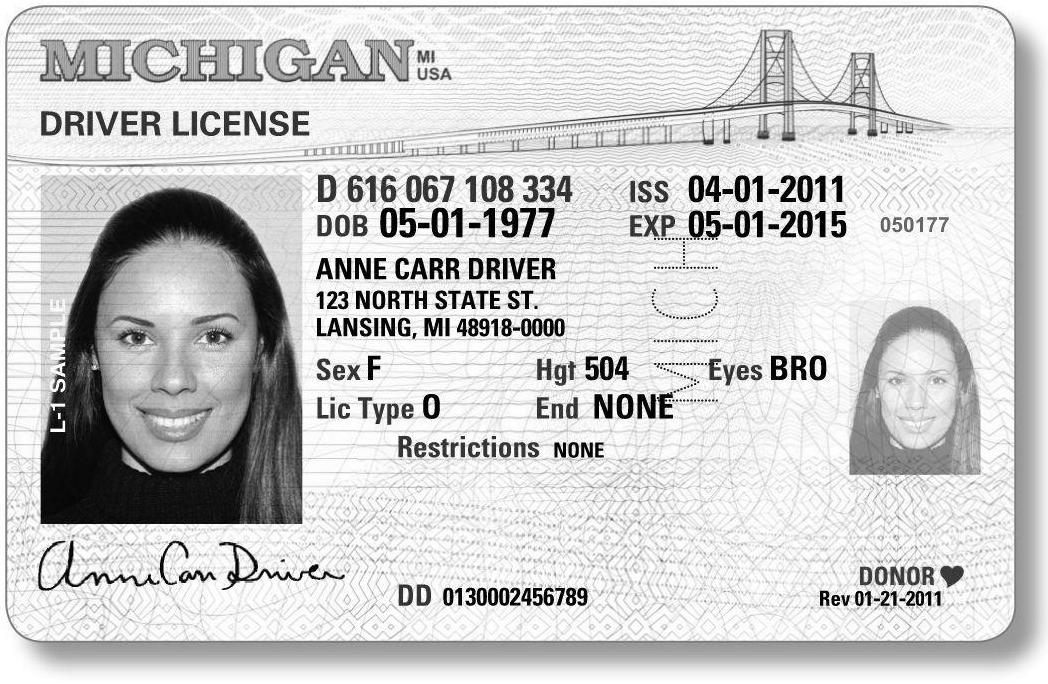 MICHIGAN MI
USA
DRIVER LICENSE
D 616 067 108 334 ISS 04-01-2011
DOB 05-01-1977 EXP 05-01-2015 050177
ANNE CARR DRIVER
123 NORTH STATE ST.
LANSING, MI 48918-0000
Sex F Hgt 504 Eyes BRO
Lic Type O End NONE
Restrictions NONE
MICH
L-1 SAMPLE
Anne Carr Driver
DD 0130002456789
DONOR
Rev 01-21-2011